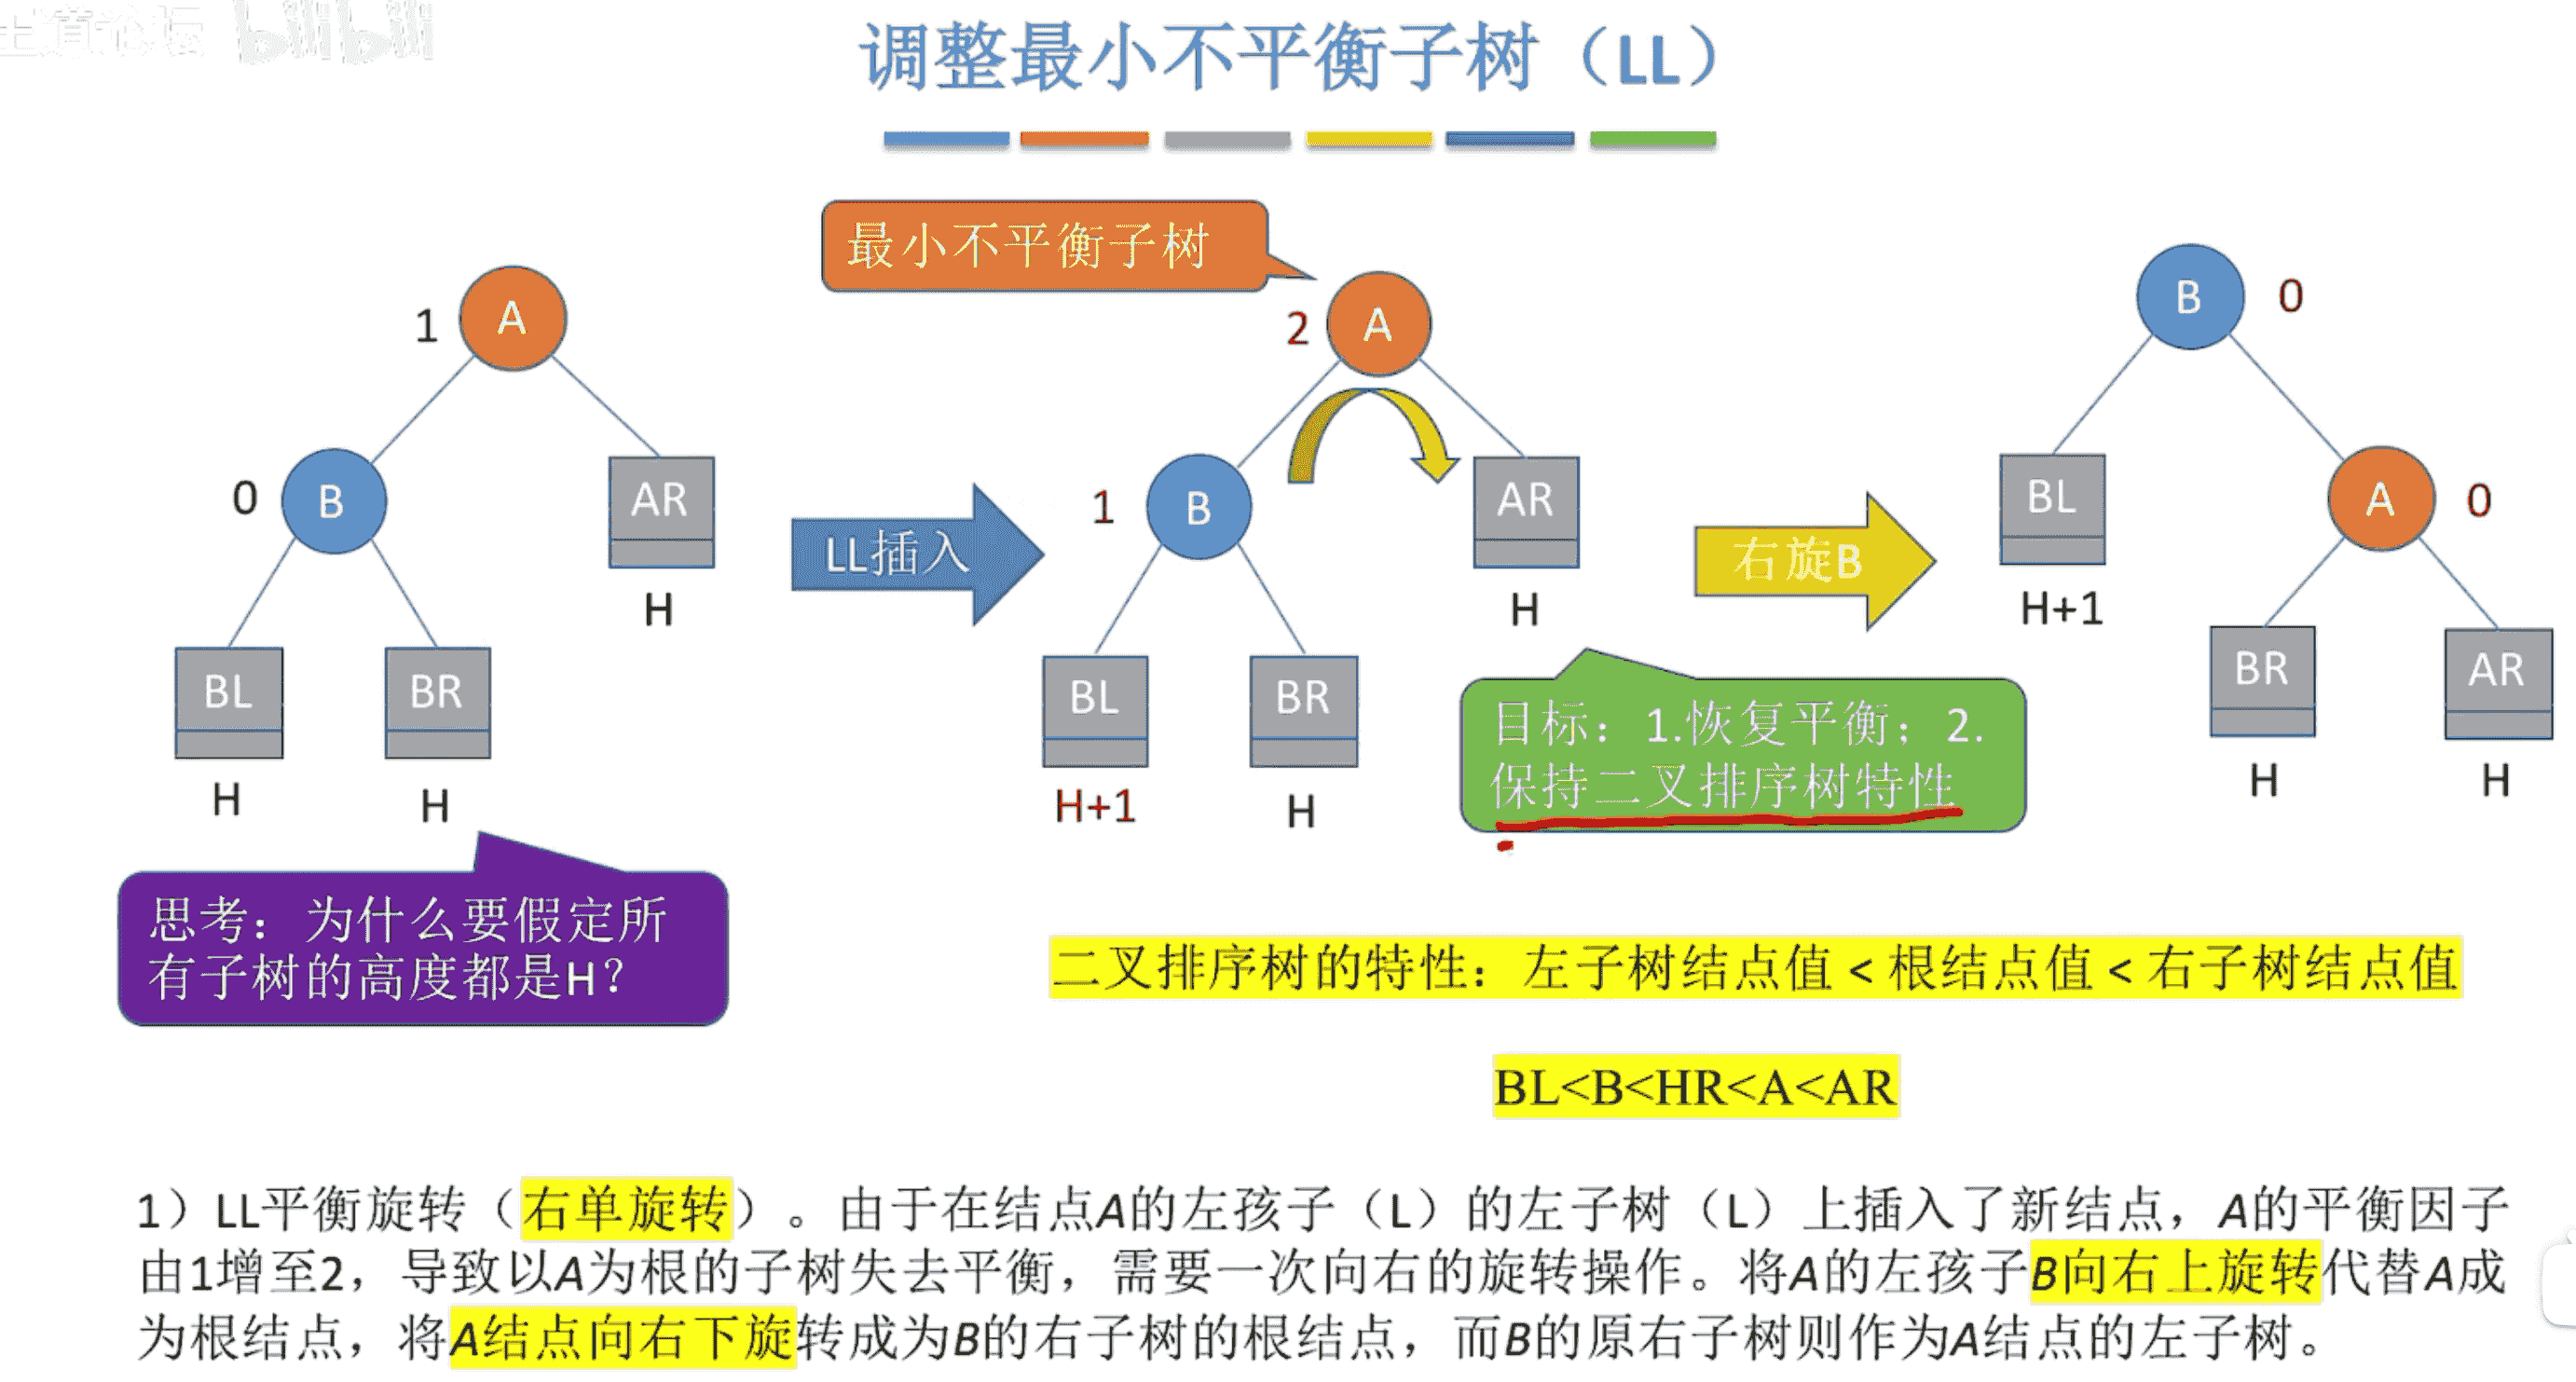 王道论坛 bilibili
调整最小不平衡子树（LL）
最小不平衡子树
1
A
0
B
AR
H
BL
BR
H
H
LL插入
2
A
1
B
AR
H
BL
BR
H+1
H
右旋B
B
0
BL
H+1
A
0
BR
AR
H
H
目标：1.恢复平衡；2.
保持二叉排序树特性
思考：为什么要假定所
有子树的高度都是H？
二叉排序树的特性：左子树结点值 < 根结点值 < 右子树结点值
BL<B<HR<A<AR
1）LL平衡旋转（右单旋转）。由于在结点A的左孩子（L）的左子树（L）上插入了新结点，A的平衡因子
由1增至2，导致以A为根的子树失去平衡，需要一次向右的旋转操作。将A的左孩子B向右上旋转代替A成
为根结点，将A结点向右下旋转成为B的右子树的根结点，而B的原右子树则作为A结点的左子树。